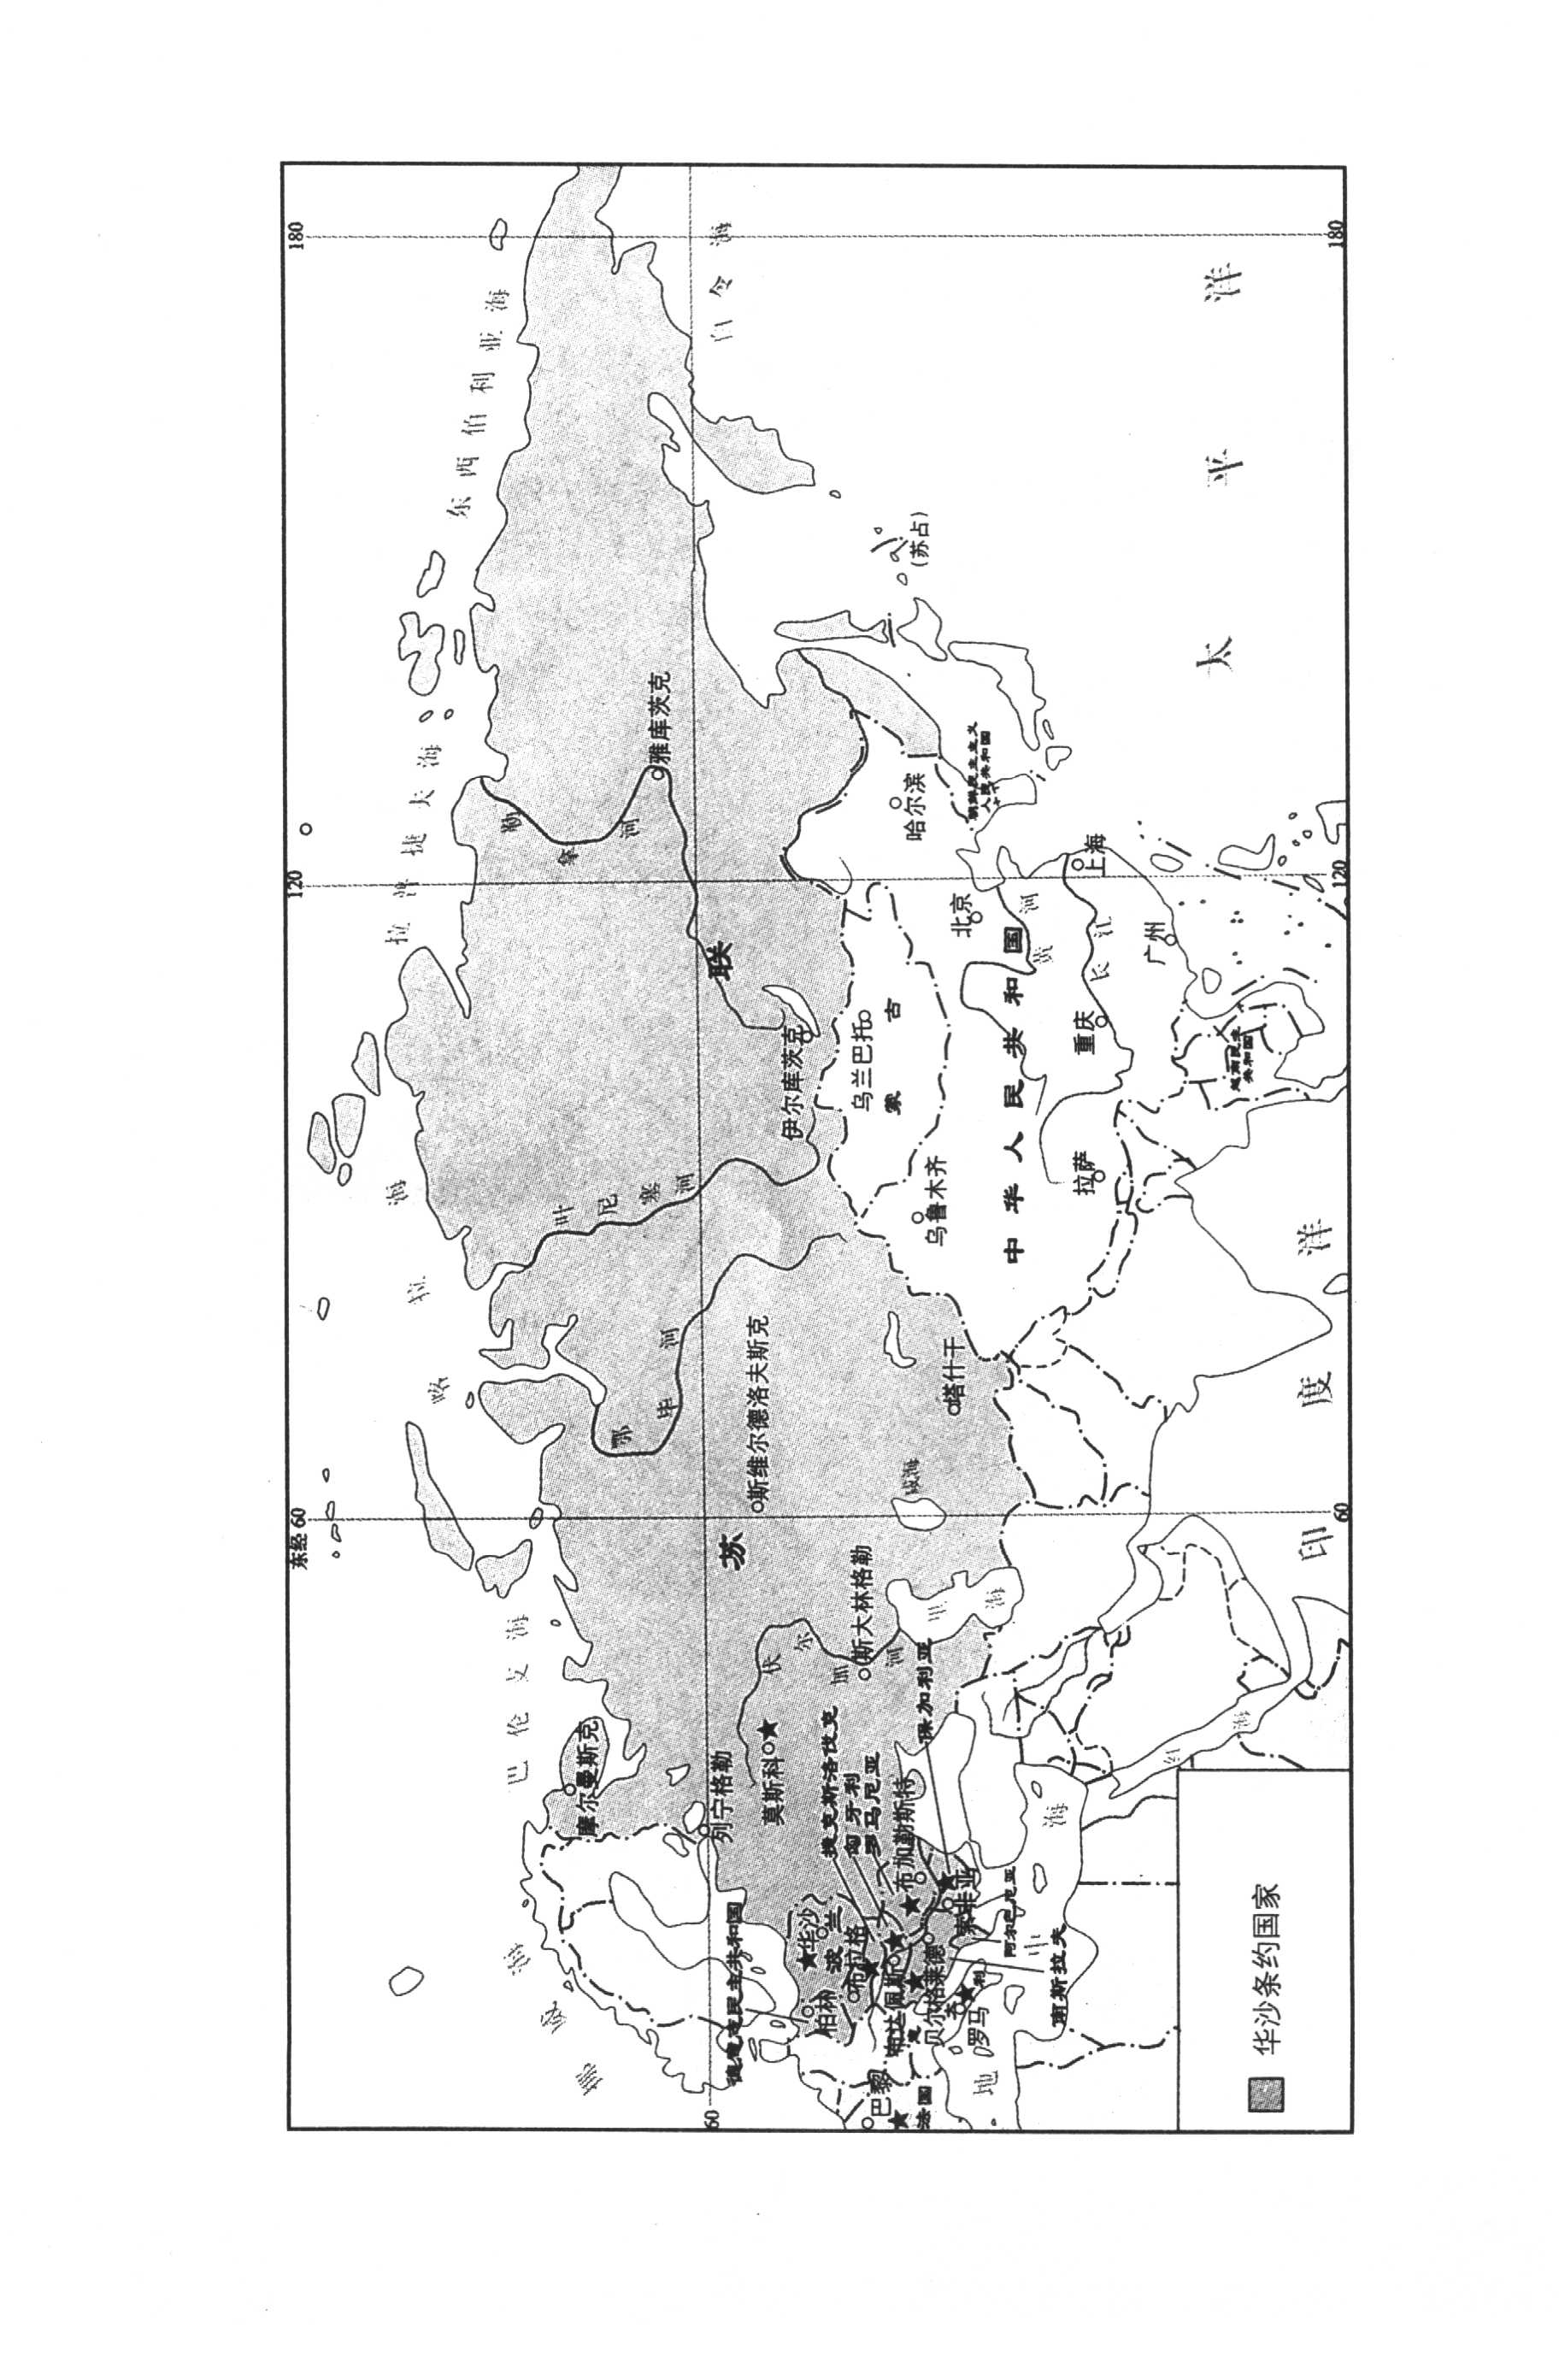 东经 60
120
180
60
60
120
180
挪威海
巴伦支海
喀拉海
拉普捷夫海
东西伯利亚海
白令海
太平洋
印度洋
地中海
红海
黑海
咸海
苏联
摩尔曼斯克
列宁格勒
莫斯科
斯大林格勒
斯维尔德洛夫斯克
塔什干
伊尔库茨克
雅库茨克
伏尔加河
鄂毕河
叶尼塞河
勒拿河
(苏占)
蒙古
乌兰巴托
中华人民共和国
乌鲁木齐
拉萨
重庆
北京
哈尔滨
上海
广州
黄河
长江
朝鲜民主主义
人民共和国
越南民主
共和国
德意志民主共和国
柏林
华沙
波兰
布拉格
捷克斯洛伐克
匈牙利
罗马尼亚
布加勒斯特
保加利亚
索非亚
布达佩斯
贝尔格莱德
阿尔巴尼亚
南斯拉夫
罗马
巴黎
法国
华沙条约国家